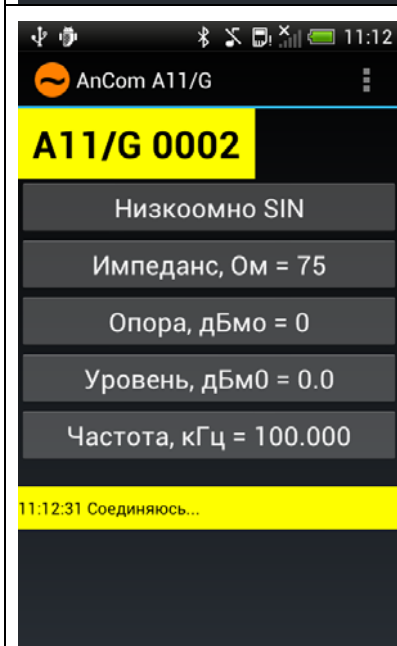 11:12
AnCom A11/G
A11/G 0002
Низкоомно SIN
Импеданс, Ом = 75
Опора, дБмо = 0
Уровень, дБм0 = 0.0
Частота, кГц = 100.000
11:12:31 Соединяюсь...